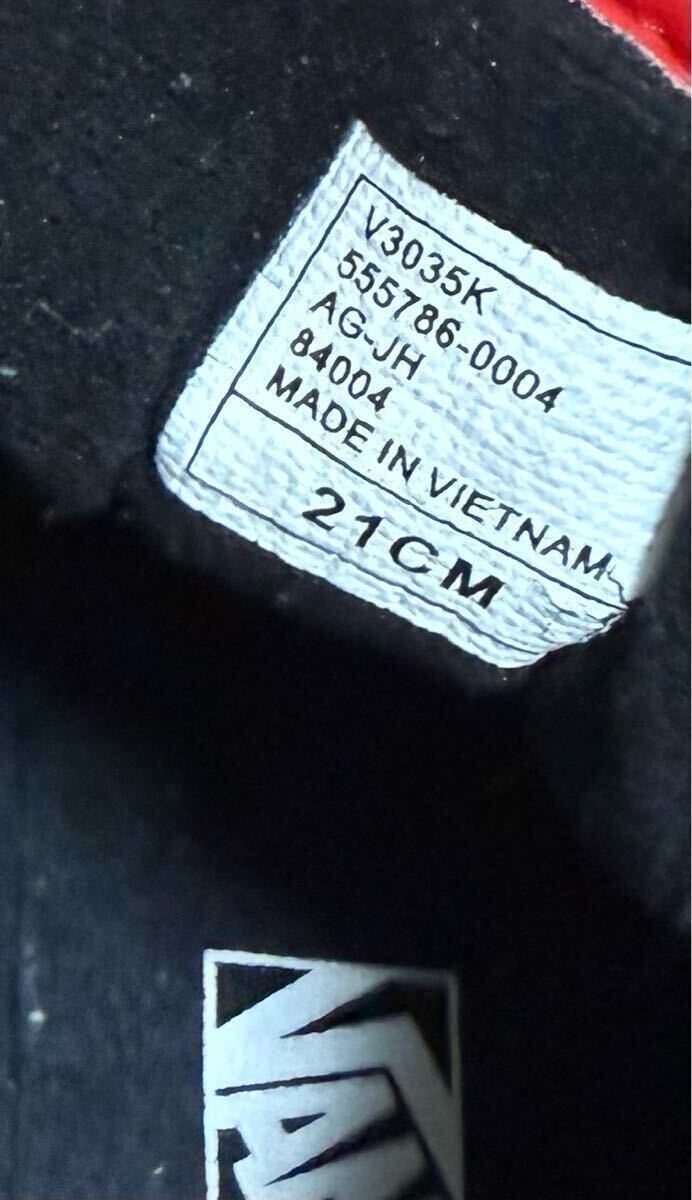 V3035K
555786-0004
AG-JH
84004
MADE IN VIETNAM
21CM